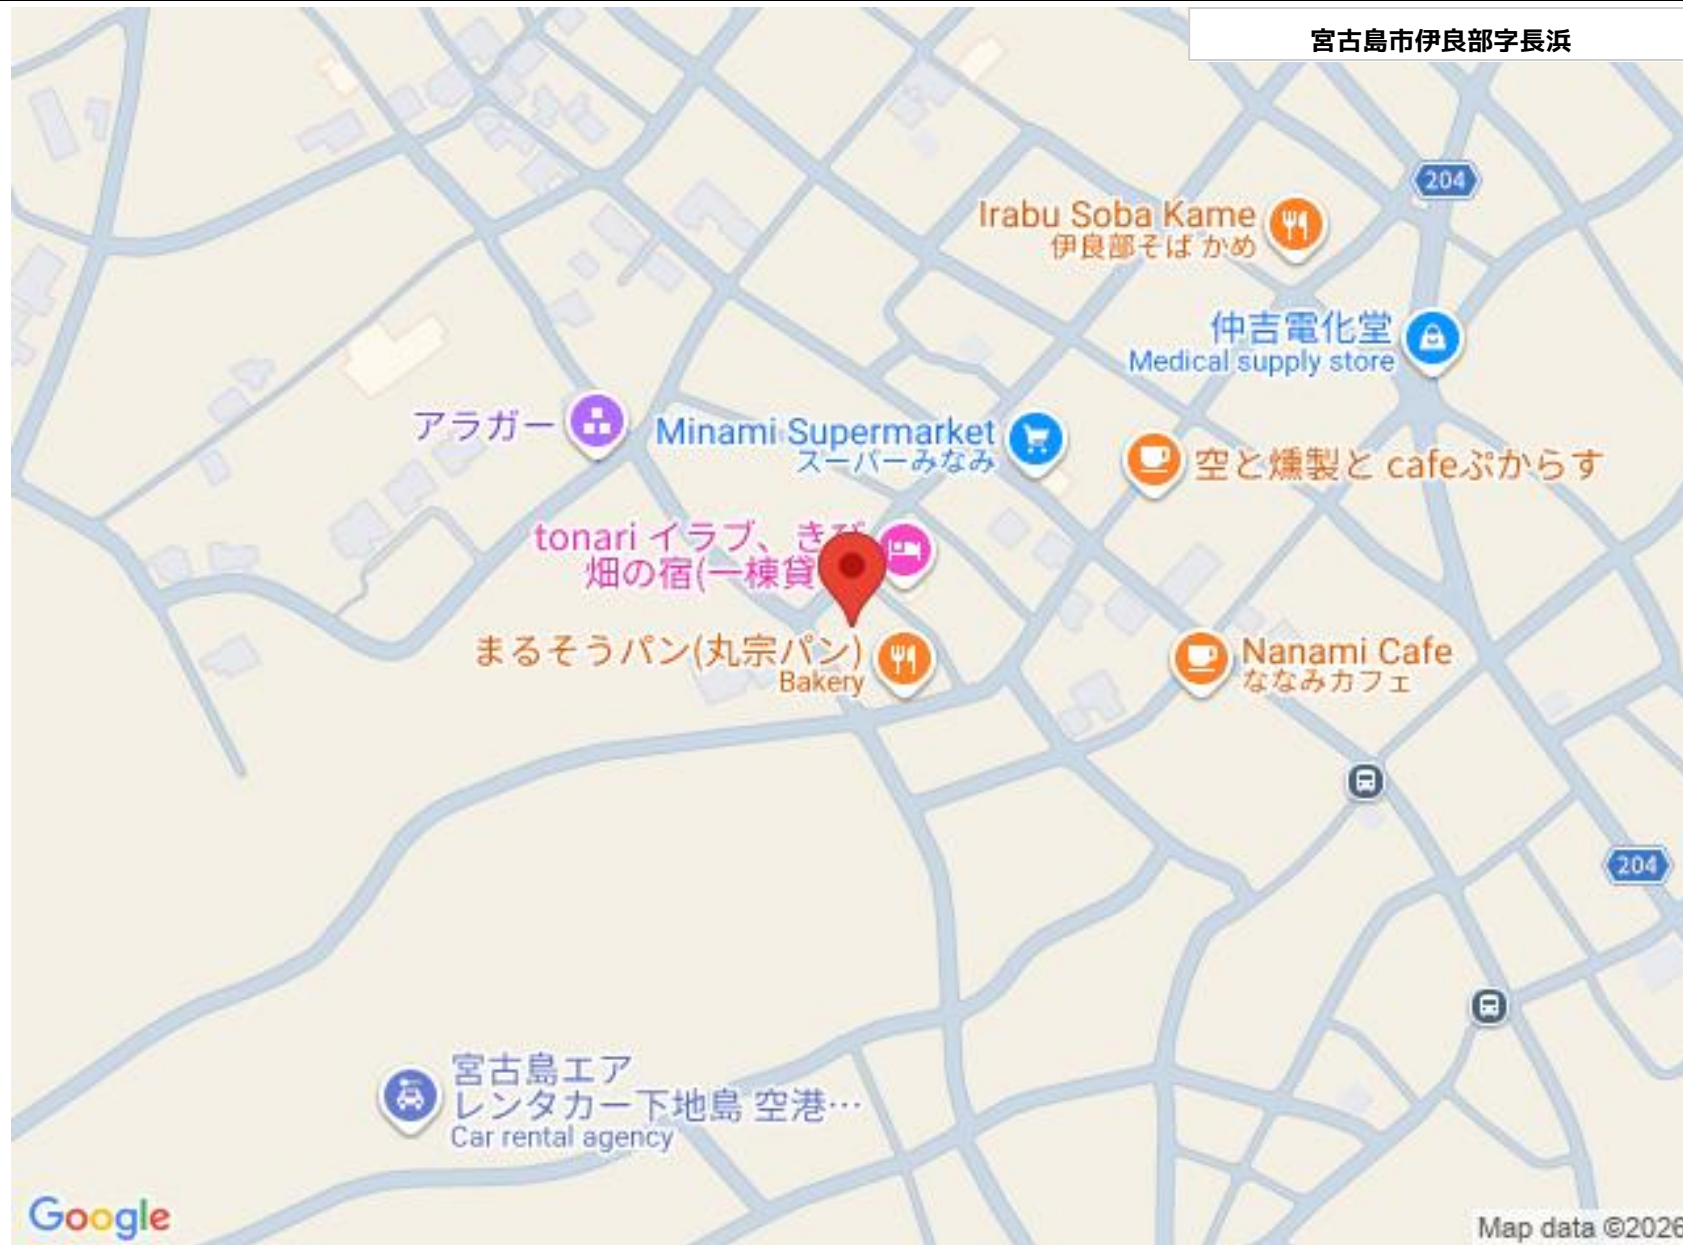 宮古島市伊良部字長浜
204
Irabu Soba Kame
伊良部そば かめ
仲吉電化堂
Medical supply store
アラガー
Minami Supermarket
スーパーみなみ
空と燻製と cafeぷからす
tonari イラブ、きび
畑の宿(一棟貸
まるそうパン(丸宗パン)
Bakery
Nanami Cafe
ななみカフェ
204
宮古島エア
レンタカー下地島 空港…
Car rental agency
Google
Map data ©2026